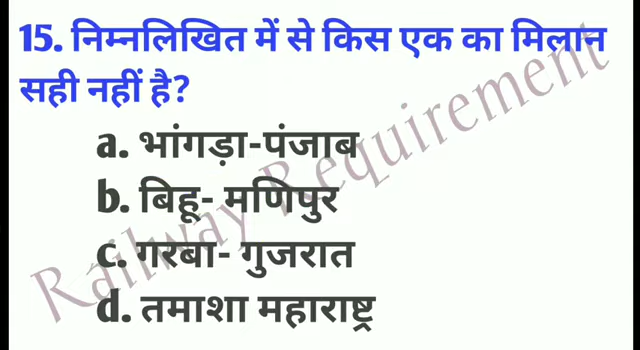 15. निम्नलिखित में से किस एक का मिलान
सही नहीं है?
a. भांगड़ा-पंजाब
b. बिहू- मणिपुर
c. गरबा- गुजरात
d. तमाशा महाराष्ट्र
Railway Requirement